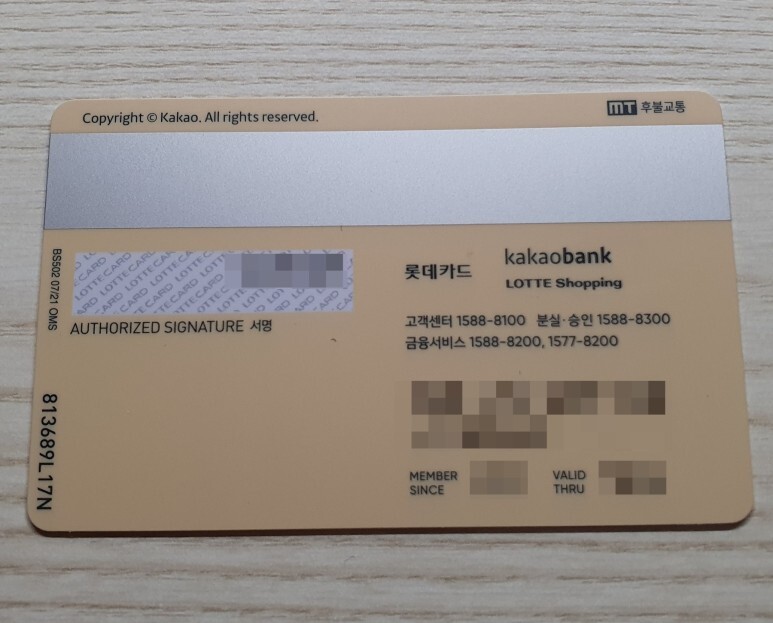 Copyright © Kakao. All rights reserved.
MT 후불교통
BS502 07/21 OMS
LOTTECARD
AUTHORIZED SIGNATURE 서명
롯데카드
kakaobank
LOTTE Shopping
고객센터 1588-8100 분실·승인 1588-8300
금융서비스 1588-8200, 1577-8200
MEMBER SINCE
VALID THRU
813689L17N